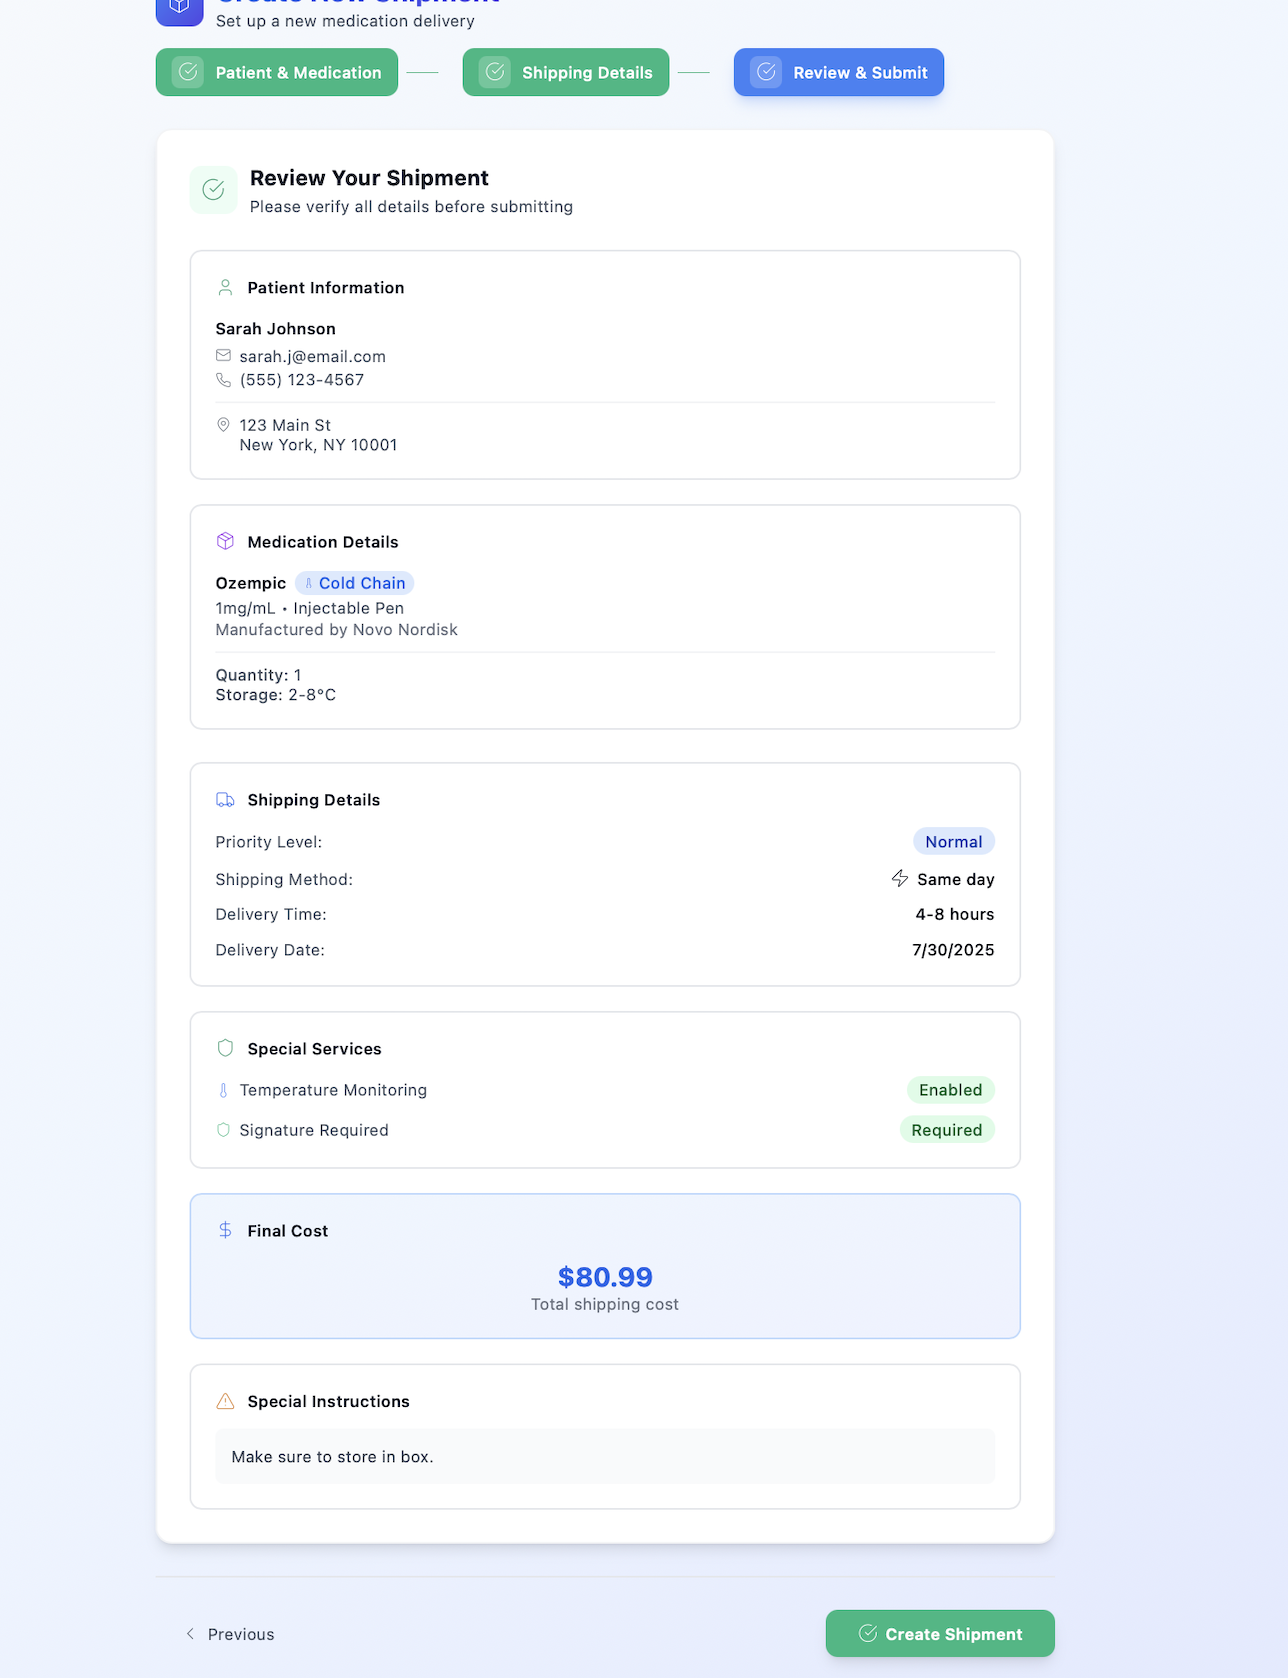 Create New Shipment
Set up a new medication delivery
Patient & Medication
Shipping Details
Review & Submit
Review Your Shipment
Please verify all details before submitting
Patient Information
Sarah Johnson
sarah.j@email.com
(555) 123-4567
123 Main St
New York, NY 10001
Medication Details
Ozempic Cold Chain
1mg/mL • Injectable Pen
Manufactured by Novo Nordisk
Quantity: 1
Storage: 2-8°C
Shipping Details
Priority Level: Normal
Shipping Method: Same day
Delivery Time: 4-8 hours
Delivery Date: 7/30/2025
Special Services
Temperature Monitoring Enabled
Signature Required Required
Final Cost
$80.99
Total shipping cost
Special Instructions
Make sure to store in box.
Previous
Create Shipment